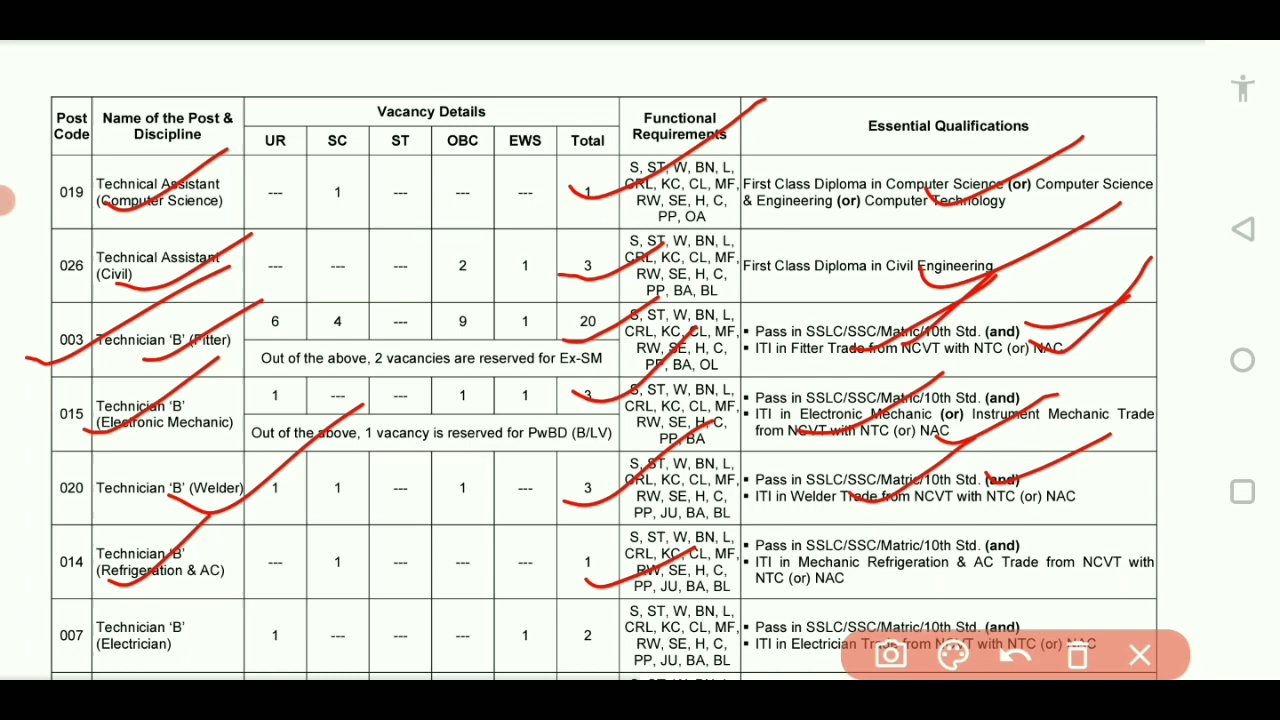 Post Code Name of the Post & Discipline Vacancy Details Functional Requirements Essential Qualifications
UR SC ST OBC EWS Total
019 Technical Assistant (Computer Science) --- 1 --- --- --- 1 S, ST, W, BN, L, CRL, KC, CL, MF, RW, SE, H, C, PP, OA First Class Diploma in Computer Science (or) Computer Science & Engineering (or) Computer Technology
026 Technical Assistant (Civil) --- --- --- 2 1 3 S, ST, W, BN, L, CRL, KC, CL, MF, RW, SE, H, C, PP, BA, BL First Class Diploma in Civil Engineering
003 Technician ‘B’ (Fitter) 6 4 --- 9 1 20 S, ST, W, BN, L, CRL, KC, CL, MF, RW, SE, H, C, PP, BA, OL
▪ Pass in SSLC/SSC/Matric/10th Std. (and)
▪ ITI in Fitter Trade from NCVT with NTC (or) NAC
Out of the above, 2 vacancies are reserved for Ex-SM
015 Technician ‘B’ (Electronic Mechanic) 1 --- --- 1 1 3 S, ST, W, BN, L, CRL, KC, CL, MF, RW, SE, H, C, PP, BA
▪ Pass in SSLC/SSC/Matric/10th Std. (and)
▪ ITI in Electronic Mechanic (or) Instrument Mechanic Trade from NCVT with NTC (or) NAC
Out of the above, 1 vacancy is reserved for PwBD (B/LV)
020 Technician ‘B’ (Welder) 1 1 --- 1 --- 3 S, ST, W, BN, L, CRL, KC, CL, MF, RW, SE, H, C, PP, JU, BA, BL
▪ Pass in SSLC/SSC/Matric/10th Std. (and)
▪ ITI in Welder Trade from NCVT with NTC (or) NAC
014 Technician ‘B’ (Refrigeration & AC) --- 1 --- --- --- 1 S, ST, W, BN, L, CRL, KC, CL, MF, RW, SE, H, C, PP, JU, BA, BL
▪ Pass in SSLC/SSC/Matric/10th Std. (and)
▪ ITI in Mechanic Refrigeration & AC Trade from NCVT with NTC (or) NAC
007 Technician ‘B’ (Electrician) 1 --- --- --- 1 2 S, ST, W, BN, L, CRL, KC, CL, MF, RW, SE, H, C, PP, JU, BA, BL
▪ Pass in SSLC/SSC/Matric/10th Std. (and)
▪ ITI in Electrician Trade from NCVT with NTC (or) NAC